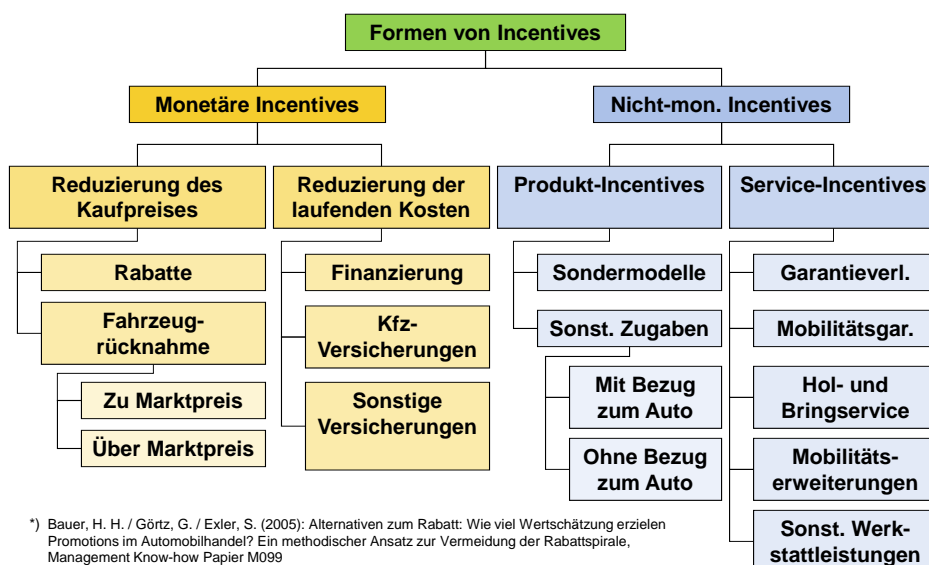 Formen von Incentives
Monetäre Incentives
Nicht-mon. Incentives
Reduzierung des
Kaufpreises
Reduzierung der
laufenden Kosten
Produkt-Incentives
Service-Incentives
Rabatte
Fahrzeug-
rücknahme
Zu Marktpreis
Über Marktpreis
Finanzierung
Kfz-
Versicherungen
Sonstige
Versicherungen
Sondermodelle
Sonst. Zugaben
Mit Bezug
zum Auto
Ohne Bezug
zum Auto
Garantieverl.
Mobilitätsgar.
Hol- und
Bringservice
Mobilitäts-
erweiterungen
Sonst. Werk-
stattleistungen
*) Bauer, H. H. / Görtz, G. / Exler, S. (2005): Alternativen zum Rabatt: Wie viel Wertschätzung erzielen
Promotions im Automobilhandel? Ein methodischer Ansatz zur Vermeidung der Rabattspirale,
Management Know-how Papier M099